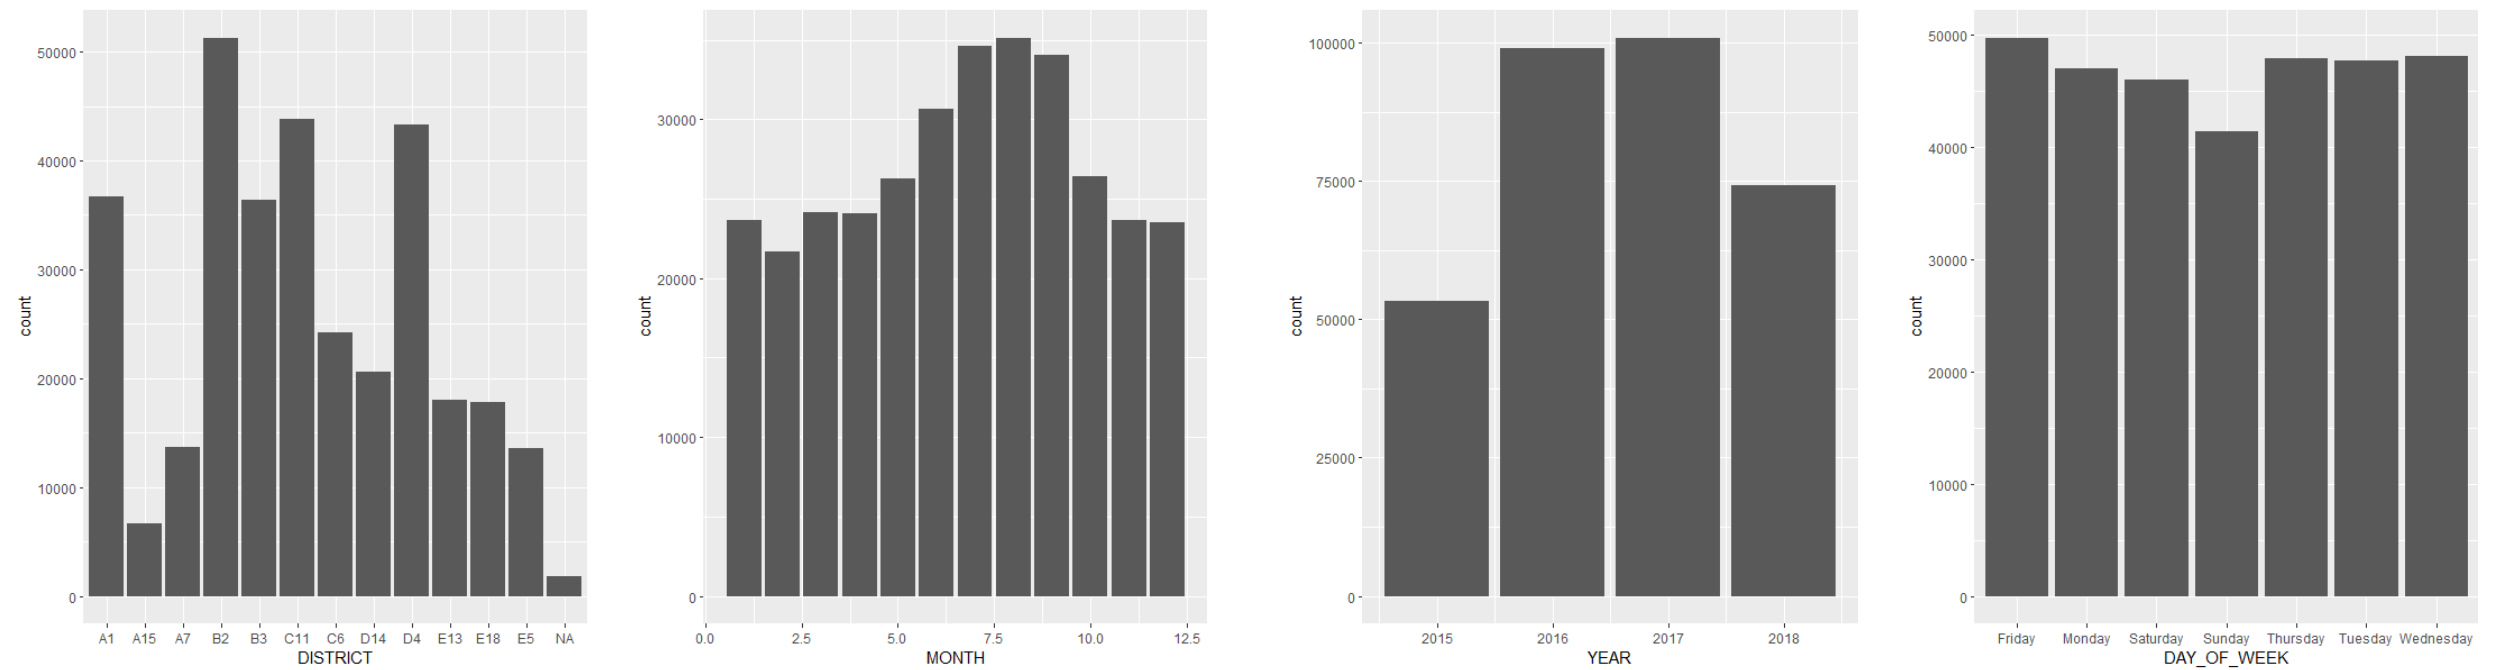 count
50000
40000
30000
20000
10000
0
A1 A15 A7 B2 B3 C11 C6 D14 D4 E13 E18 E5 NA
DISTRICT
count
30000
20000
10000
0
0.0 2.5 5.0 7.5 10.0 12.5
MONTH
count
100000
75000
50000
25000
0
2015 2016 2017 2018
YEAR
count
50000
40000
30000
20000
10000
0
Friday Monday Saturday Sunday Thursday Tuesday Wednesday
DAY_OF_WEEK